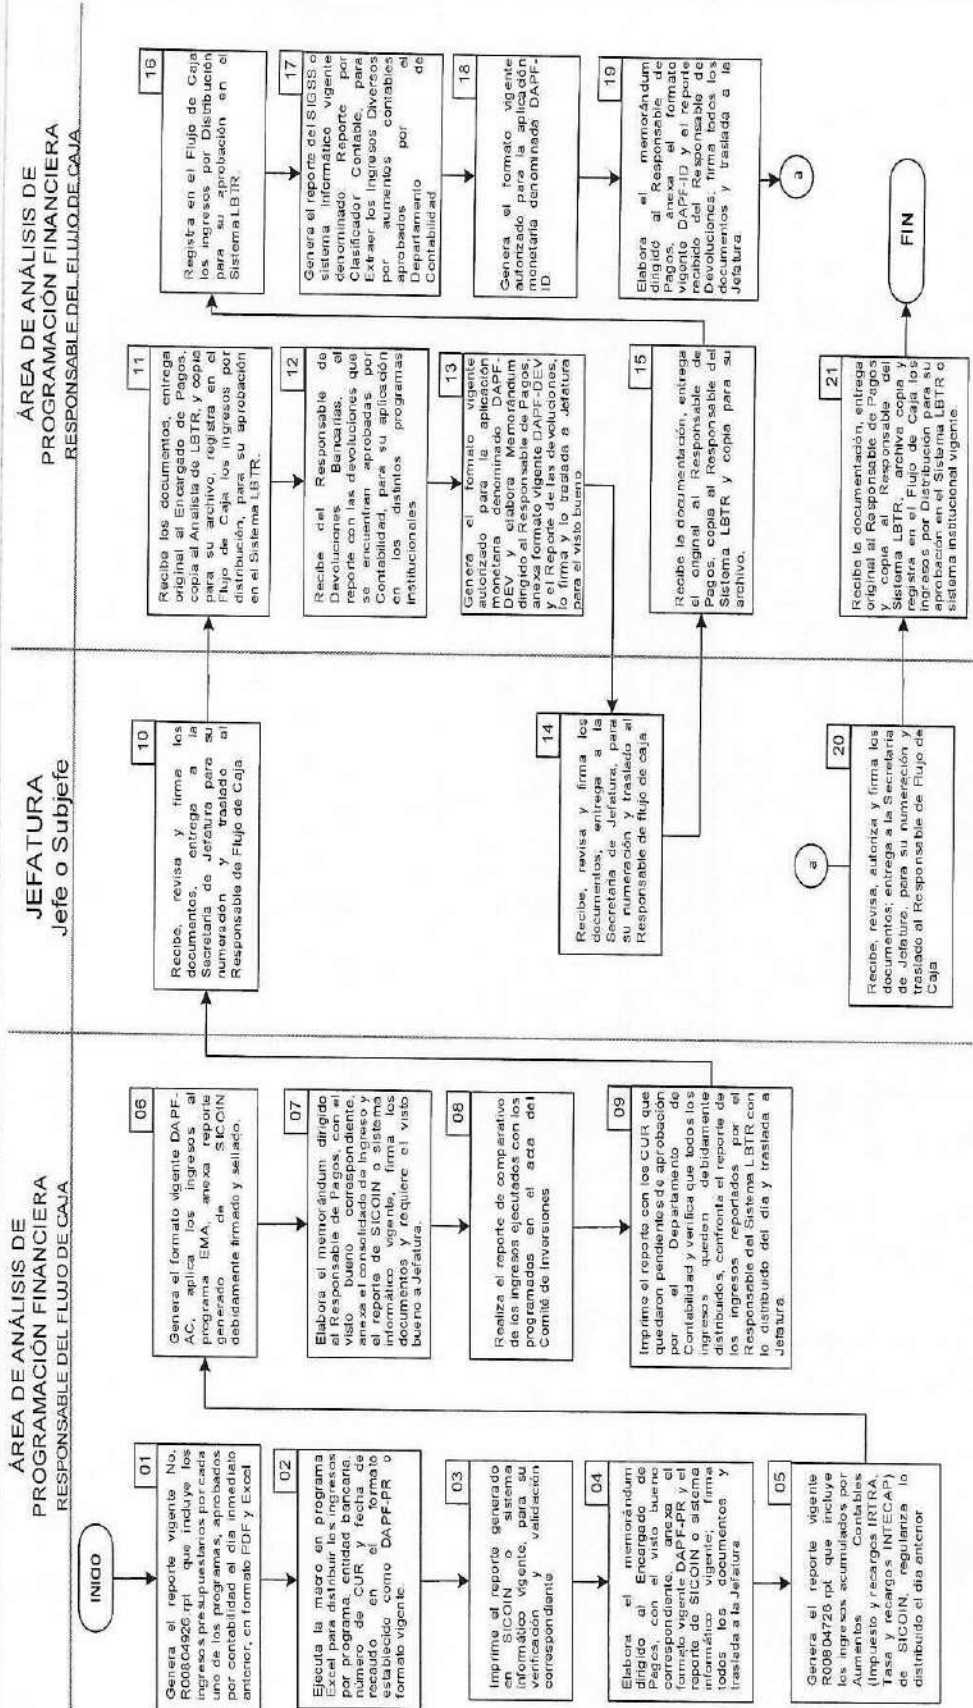 ÁREA DE ANÁLISIS DE
PROGRAMACIÓN FINANCIERA
RESPONSABLE DEL FLUJO DE CAJA
INICIO
01
Genera el reporte vigente No.
R00804926.rpt que incluye los
ingresos presupuestarios por cada
uno de los programas, aprobados
por contabilidad al día inmediato
anterior, en formato PDF y Excel
02
Ejecuta la macro en programa
Excel para distribuir los ingresos
por programa, entidad bancaria,
número de CUR y fecha de
recaudo en el formato
establecido como DAPF-PR o
formato vigente.
03
Imprime el reporte generado
en SICOIN o sistema
informático vigente, para su
verificación y validación
correspondiente
04
Elabora el memorándum
dirigido al Encargado de
Pagos, con el visto bueno
correspondiente, anexa el
formato vigente DAPF-PR y el
reporte de SICOIN o sistema
informático vigente; firma
todos los documentos y
traslada a la Jefatura
05
Genera el reporte vigente
R00804726.rpt que incluye
los ingresos acumulados por
Aumentos Contables
(Impuesto y recargos IRTRA,
Tasa y recargos INTECAP)
de SICOIN, regulariza lo
distribuido el día anterior
06
Genera el formato vigente DAPF-
AC, aplica los ingresos al
programa EMA, anexa reporte
generado de SICOIN
debidamente firmado y sellado.
07
Elabora el memorándum dirigido
al Responsable de Pagos, con el
visto bueno correspondiente,
anexa el consolidado de Ingreso y
el reporte de SICOIN o sistema
informático vigente, firma los
documentos y requiere el visto
bueno a Jefatura.
08
Realiza el reporte de comparativo
de los ingresos ejecutados con los
programados en el acta del
Comité de Inversiones
09
Imprime el reporte con los CUR que
quedaron pendientes de aprobación
por el Departamento de
Contabilidad y verifica que todos los
ingresos queden debidamente
distribuidos, confronta el reporte de
los ingresos reportados por el
Responsable del Sistema LBTR con
lo distribuido del día y traslada a
Jefatura.
JEFATURA
Jefe o Subjefe
10
Recibe, revisa y firma los
documentos, entrega a la
Secretaria de Jefatura para su
numeración y traslado al
Responsable de Flujo de Caja
14
Recibe, revisa y firma los
documentos, entrega a la
Secretaria de Jefatura, para
su numeración y traslado al
Responsable de flujo de caja
a
20
Recibe, revisa, autoriza y firma los
documentos; entrega a la Secretaria
de Jefatura, para su numeración y
traslado al Responsable de Flujo de
Caja
ÁREA DE ANÁLISIS DE
PROGRAMACIÓN FINANCIERA
RESPONSABLE DEL FLUJO DE CAJA
11
Recibe los documentos, entrega
original al Encargado de Pagos,
copia al Analista de LBTR, y copia
para su archivo, registra en el
Flujo de Caja los ingresos por
distribución, para su aprobación
en el Sistema LBTR.
12
Recibe del Responsable de
Devoluciones Bancarias, el
reporte con las devoluciones que
se encuentran aprobadas por
Contabilidad, para su aplicación
en los distintos programas
institucionales
13
Genera el formato vigente
autorizado para la aplicación
monetaria denominado DAPF-
DEV y elabora Memorándum
dirigido al Responsable de Pagos,
anexa formato vigente DAPF-DEV
y el Reporte de las devoluciones,
lo firma y lo traslada a Jefatura
para el visto bueno
15
Recibe la documentación, entrega
el original al Responsable de
Pagos, copia al Responsable del
Sistema LBTR y copia para su
archivo.
21
Recibe la documentación, entrega
original al Responsable de Pagos
y copia al Responsable del
Sistema LBTR, archiva copia y
registra en el Flujo de Caja los
ingresos por Distribución para su
aprobación en el Sistema LBTR o
sistema institucional vigente.
16
Registra en el Flujo de Caja
los ingresos por Distribución
para su aprobación en el
Sistema LBTR.
17
Genera el reporte del SIGSS o
sistema informático vigente
denominado Reporte por
Clasificador Contable, para
Extraer los Ingresos Diversos
por aumentos contables
aprobados por el
Departamento de
Contabilidad
18
Genera el formato vigente
autorizado para la aplicación
monetaria denominada DAPF-
ID.
19
Elabora el memorándum
dirigido al Responsable de
Pagos, anexa el formato
vigente DAPF-ID y el reporte
recibido del Responsable de
Devoluciones; firma todos los
documentos y traslada a la
Jefatura
a
FIN